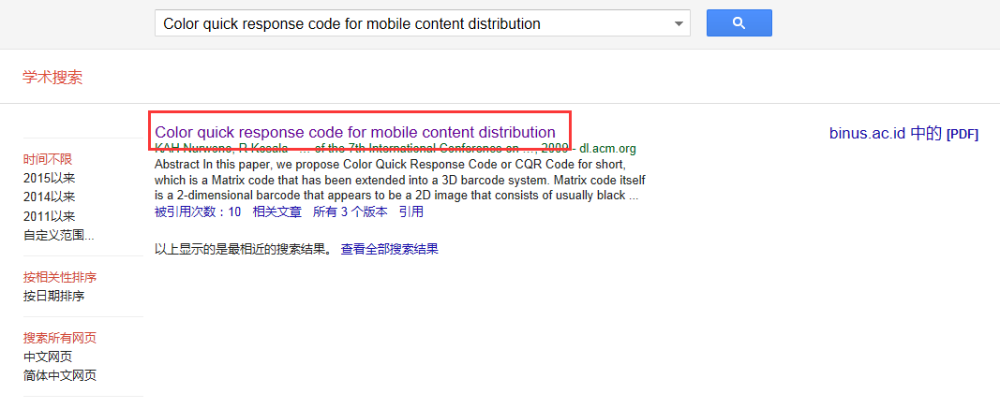 Color quick response code for mobile content distribution
学术搜索
Color quick response code for mobile content distribution
binus.ac.id 中的 [PDF]
KAH Nurwono, R Kosala - … of the 7th International Conference on …, 2009 - dl.acm.org
Abstract In this paper, we propose Color Quick Response Code or CQR Code for short,
which is a Matrix code that has been extended into a 3D barcode system. Matrix code itself
is a 2-dimensional barcode that appears to be a 2D image that consists of usually black ...
被引用次数：10 相关文章 所有 3 个版本 引用
以上显示的是最相近的搜索结果。 查看全部搜索结果
时间不限
2015以来
2014以来
2011以来
自定义范围...
按相关性排序
按日期排序
搜索所有网页
中文网页
简体中文网页